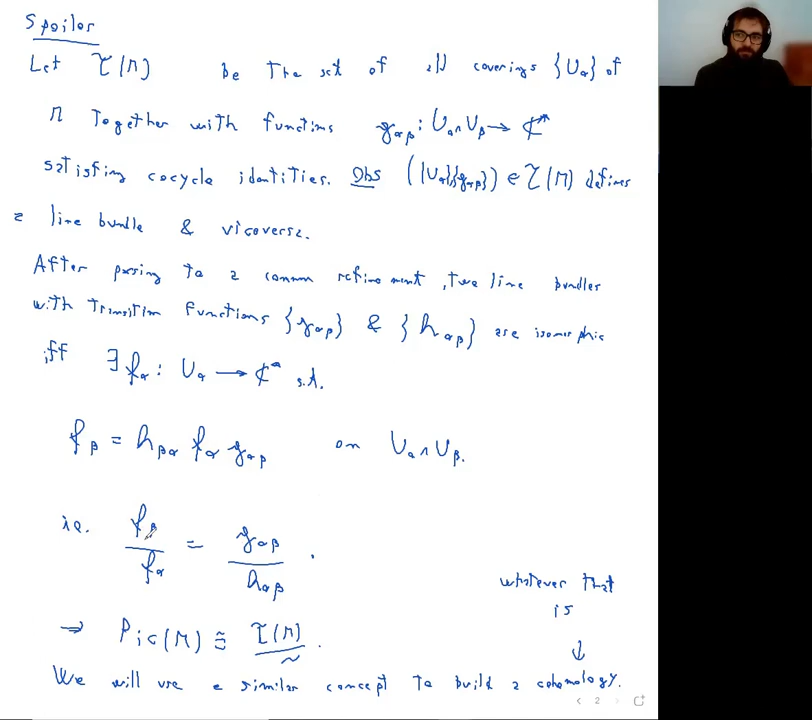 Spoiler
Let τ(M) be the set of all coverings {Uα} of
M together with functions gαβ : Uα∩Uβ → ℂ*
satisfing cocycle identities. Obs ({Uα}{gαβ}) ∈ τ(M) defines
a line bundle & viceversa.
After passing to a common refinement, two line bundles
with transition functions {gαβ} & {hαβ} are isomorphic
iff ∃ fα : Uα → ℂ* s.t.
fβ = hβα fα gαβ on Uα∩Uβ.
i.e. fβ/fα = gαβ/hαβ .
whatever that
is
↓
⇒ Pic(M) ≅ τ(M)/~ .
We will use a similar concept to build a cohomology.
2